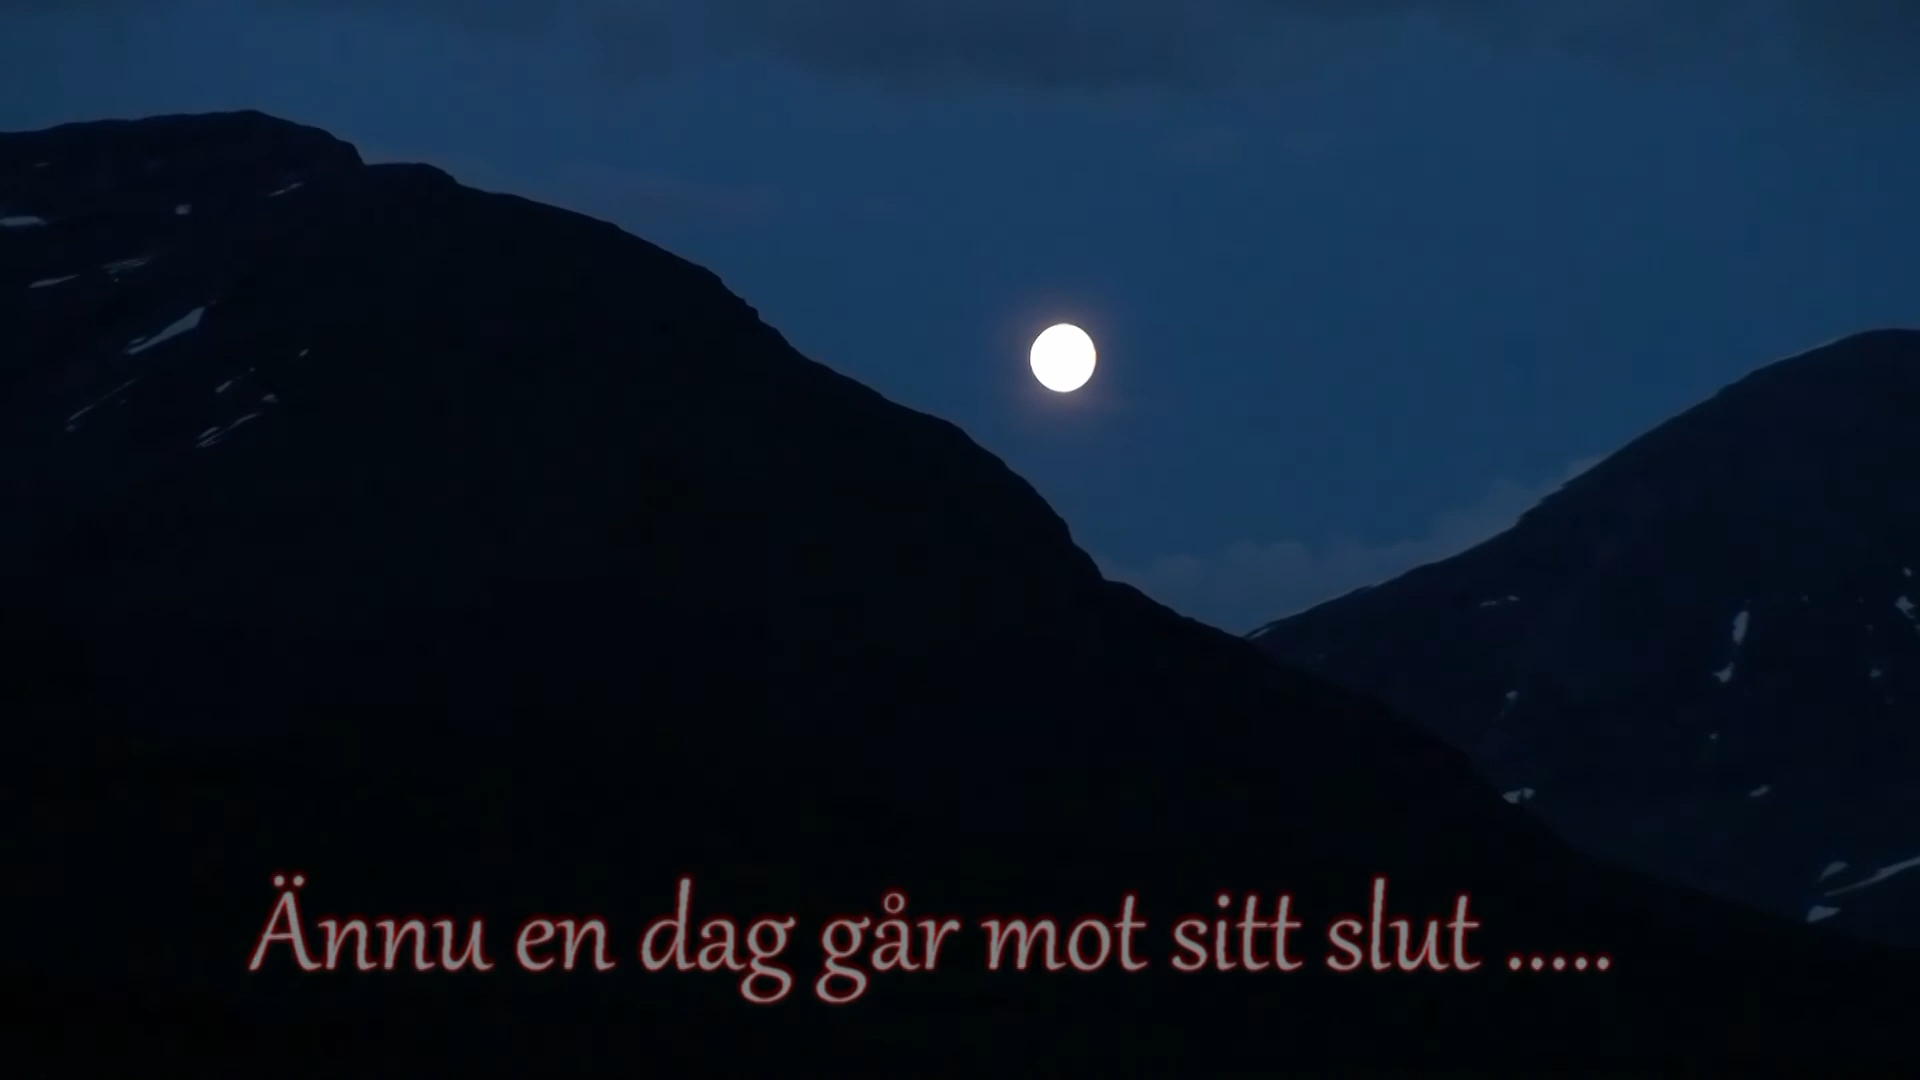 Ännu en dag går mot sitt slut .....